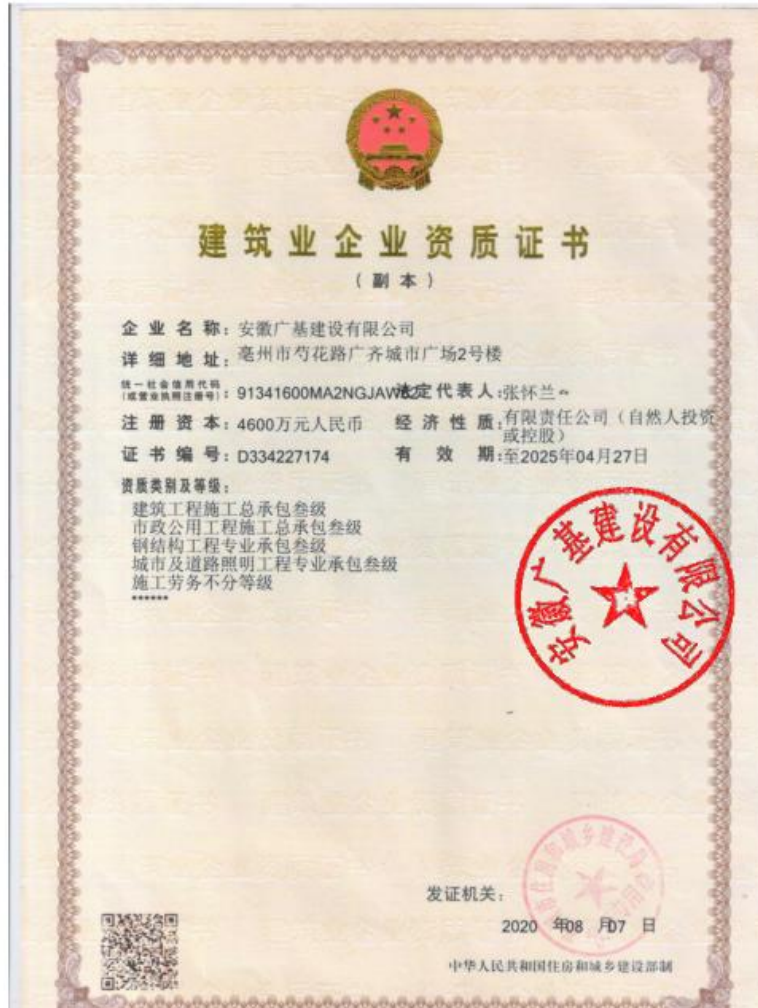 建筑业企业资质证书
（副本）
企业名称：安徽广基建设有限公司
详细地址：亳州市芍花路广齐城市广场2号楼
统一社会信用代码
（或营业执照注册号）：91341600MA2NGJAW 法定代表人：张怀兰
注册资本：4600万元人民币 经济性质：有限责任公司（自然人投资
或控股）
证书编号：D334227174 有效期：至2025年04月27日
资质类别及等级：
建筑工程施工总承包叁级
市政公用工程施工总承包叁级
钢结构工程专业承包叁级
城市及道路照明工程专业承包叁级
施工劳务不分等级
******
安徽广基建设有限公司
发证机关：
2020 年08 月07 日
中华人民共和国住房和城乡建设部制